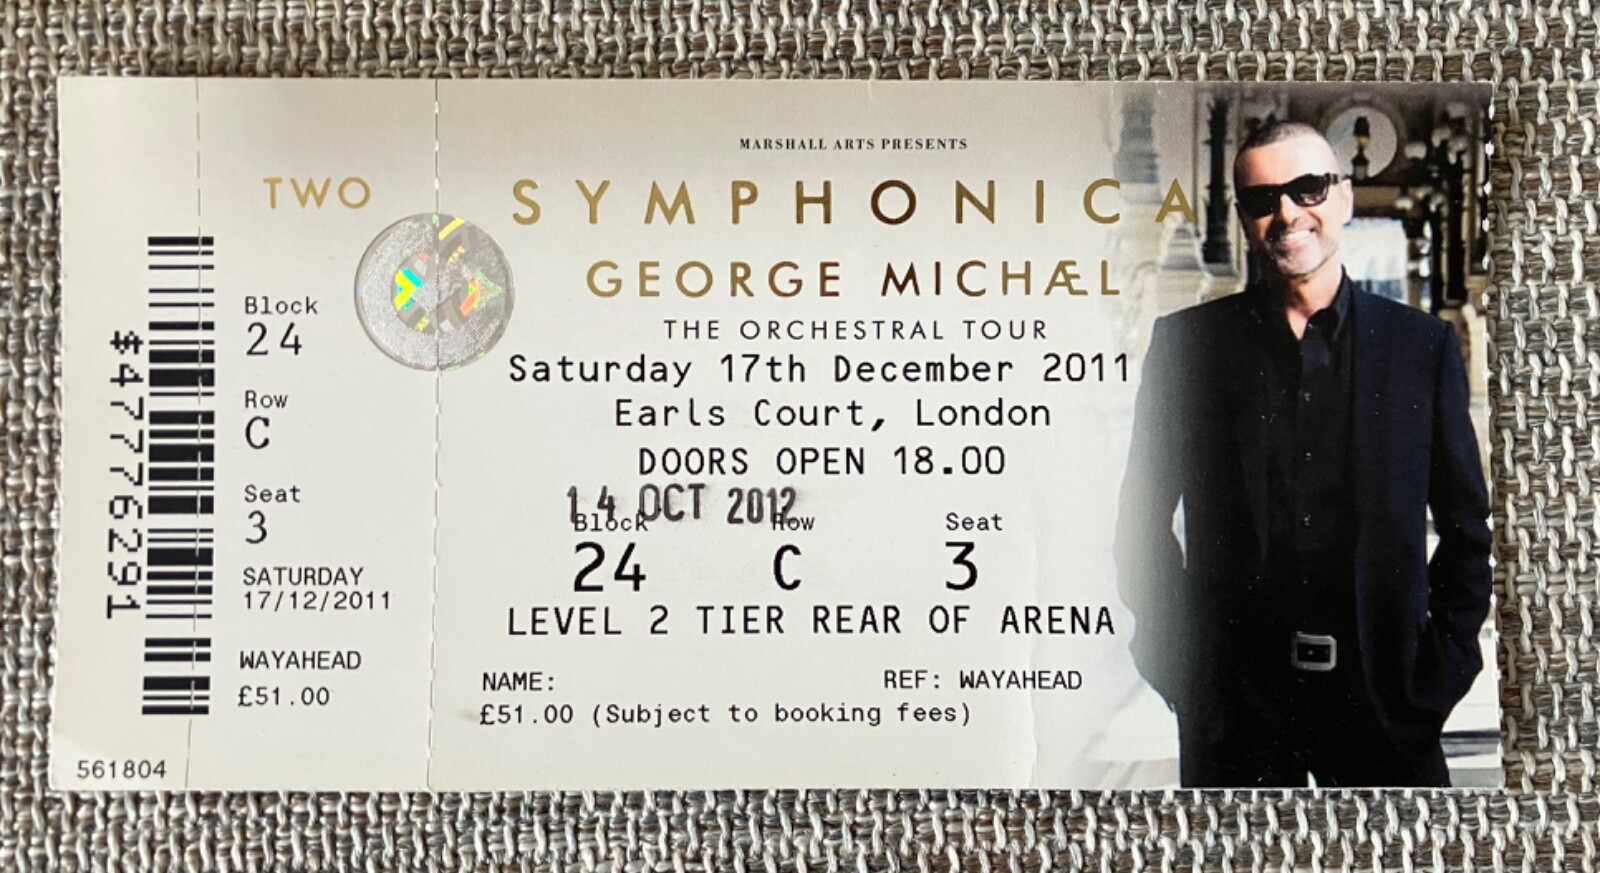 TWO
Block
24
Row
C
Seat
3
SATURDAY
17/12/2011
WAYAHEAD
£51.00
$477776291
561804
MARSHALL ARTS PRESENTS
SYMPHONICA
GEORGE MICHÆL
THE ORCHESTRAL TOUR
Saturday 17th December 2011
Earls Court, London
DOORS OPEN 18.00
14 OCT 2012
Block Row Seat
24 C 3
LEVEL 2 TIER REAR OF ARENA
NAME: REF: WAYAHEAD
£51.00 (Subject to booking fees)